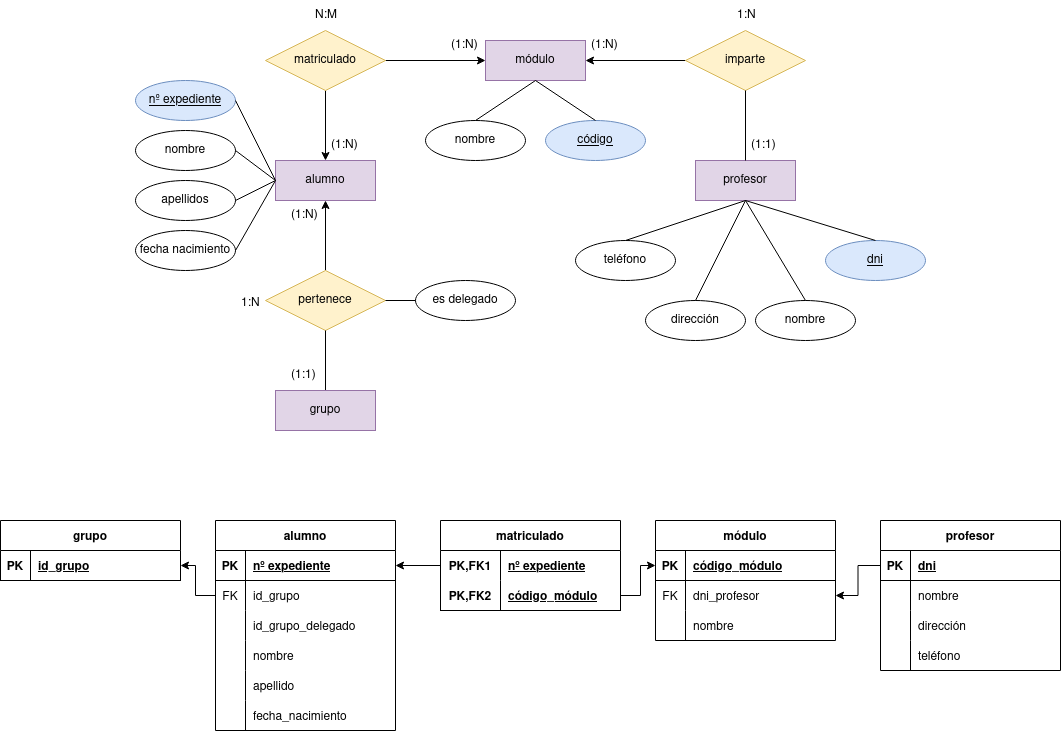 N:M
1:N
matriculado
(1:N)
módulo
(1:N)
imparte
nº expediente
nombre
(1:N)
nombre
código
(1:1)
alumno
profesor
apellidos
(1:N)
fecha nacimiento
teléfono
dni
1:N
pertenece
es delegado
dirección
nombre
(1:1)
grupo
grupo
PK
id_grupo
alumno
PK
nº expediente
FK
id_grupo
id_grupo_delegado
nombre
apellido
fecha_nacimiento
matriculado
PK,FK1
nº expediente
PK,FK2
código_módulo
módulo
PK
código_módulo
FK
dni_profesor
nombre
profesor
PK
dni
nombre
dirección
teléfono